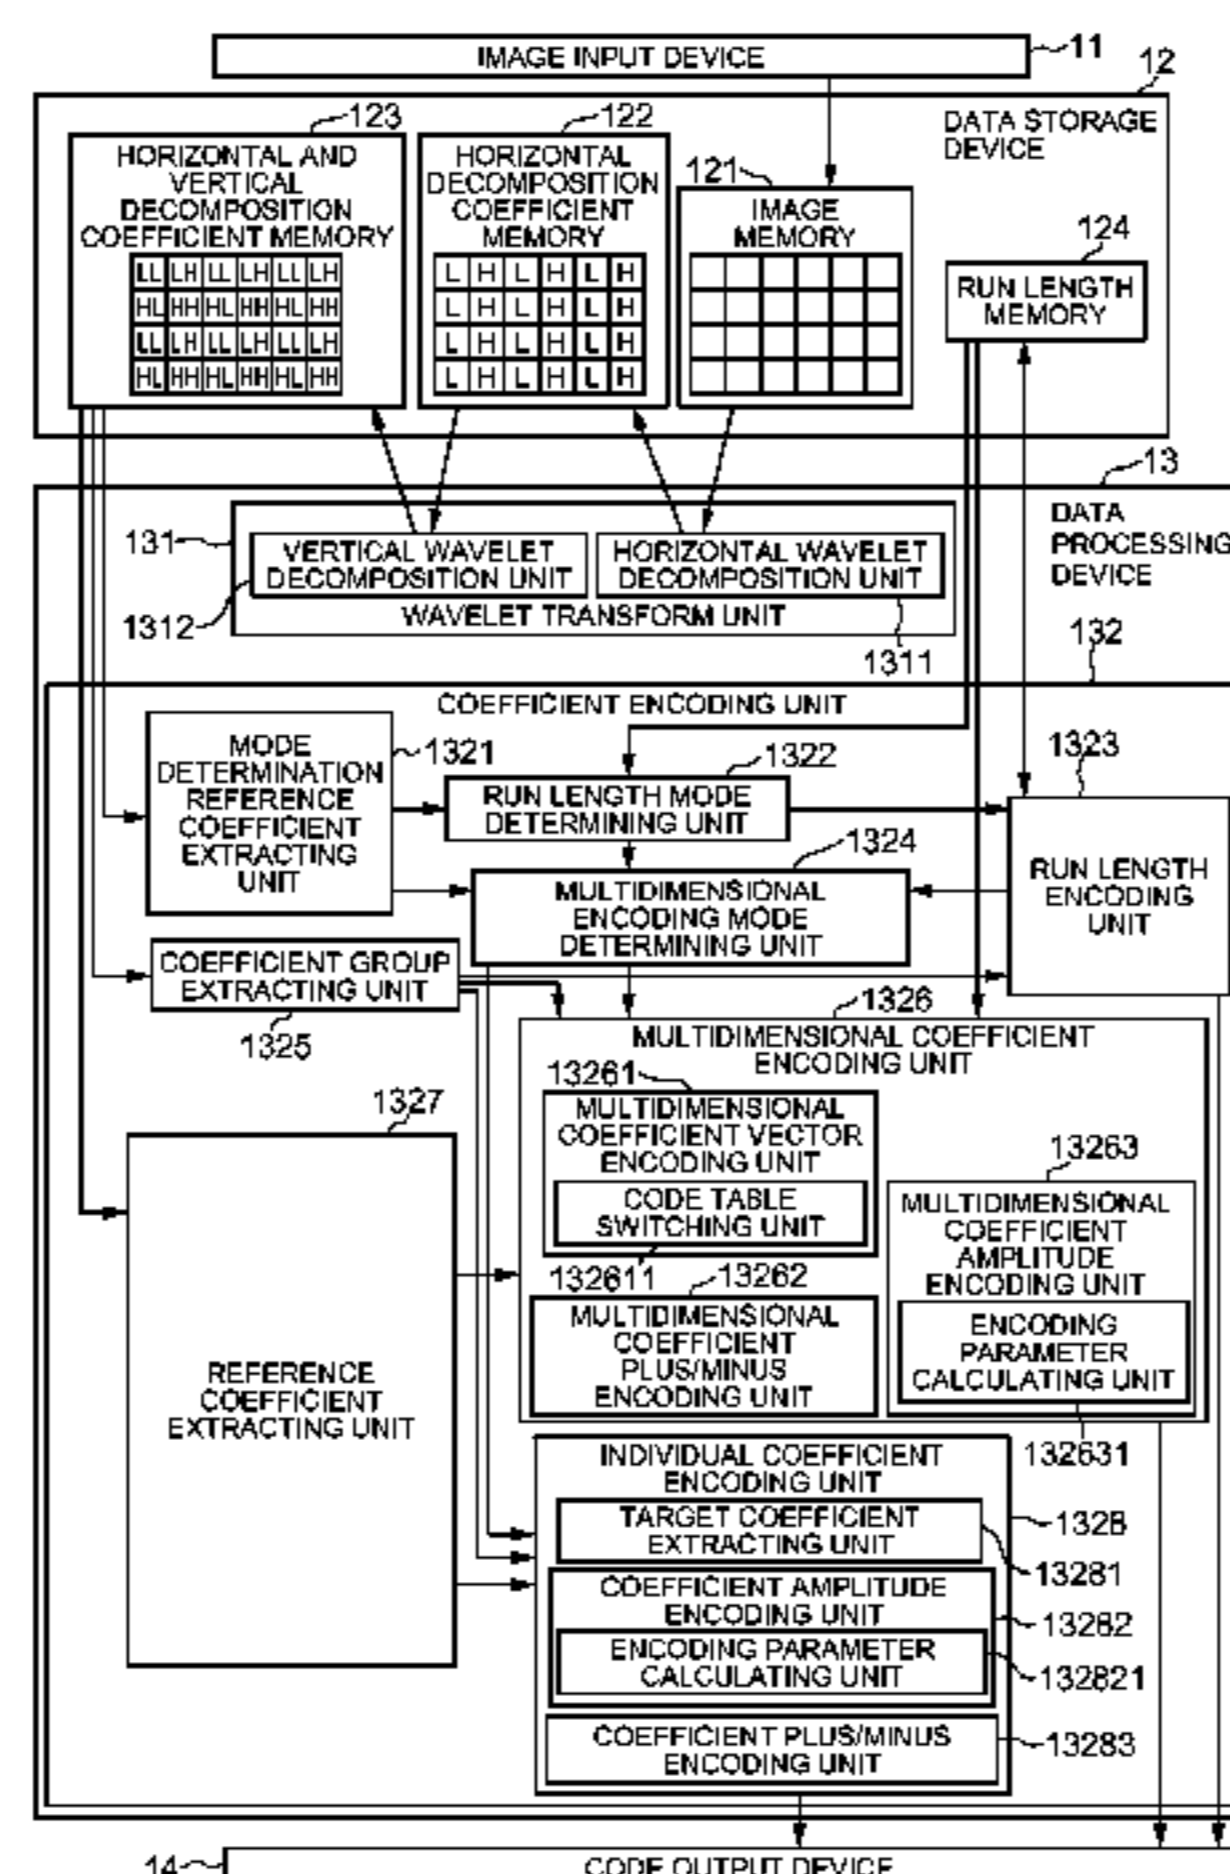 IMAGE INPUT DEVICE
11
12
DATA STORAGE
DEVICE
123
HORIZONTAL AND
VERTICAL
DECOMPOSITION
COEFFICIENT MEMORY
LL LH LL LH LL LH
HL HH HL HH HL HH
LL LH LL LH LL LH
HL HH HL HH HL HH
122
HORIZONTAL
DECOMPOSITION
COEFFICIENT
MEMORY
L H L H L H
L H L H L H
L H L H L H
L H L H L H
121
IMAGE
MEMORY
124
RUN LENGTH
MEMORY
13
DATA
PROCESSING
DEVICE
131
VERTICAL WAVELET
DECOMPOSITION UNIT
1312
HORIZONTAL WAVELET
DECOMPOSITION UNIT
1311
WAVELET TRANSFORM UNIT
132
COEFFICIENT ENCODING UNIT
MODE
DETERMINATION
REFERENCE
COEFFICIENT
EXTRACTING
UNIT
1321
1322
RUN LENGTH MODE
DETERMINING UNIT
1323
RUN LENGTH
ENCODING
UNIT
1324
MULTIDIMENSIONAL
ENCODING MODE
DETERMINING UNIT
COEFFICIENT GROUP
EXTRACTING UNIT
1325
1326
MULTIDIMENSIONAL COEFFICIENT
ENCODING UNIT
13261
MULTIDIMENSIONAL
COEFFICIENT VECTOR
ENCODING UNIT
CODE TABLE
SWITCHING UNIT
132611
13262
MULTIDIMENSIONAL
COEFFICIENT
PLUS/MINUS
ENCODING UNIT
13263
MULTIDIMENSIONAL
COEFFICIENT
AMPLITUDE
ENCODING UNIT
ENCODING
PARAMETER
CALCULATING UNIT
132631
1327
REFERENCE
COEFFICIENT
EXTRACTING UNIT
INDIVIDUAL COEFFICIENT
ENCODING UNIT
1328
TARGET COEFFICIENT
EXTRACTING UNIT
13281
COEFFICIENT AMPLITUDE
ENCODING UNIT
13282
ENCODING PARAMETER
CALCULATING UNIT
132821
COEFFICIENT PLUS/MINUS
ENCODING UNIT
13283
14
CODE OUTPUT DEVICE